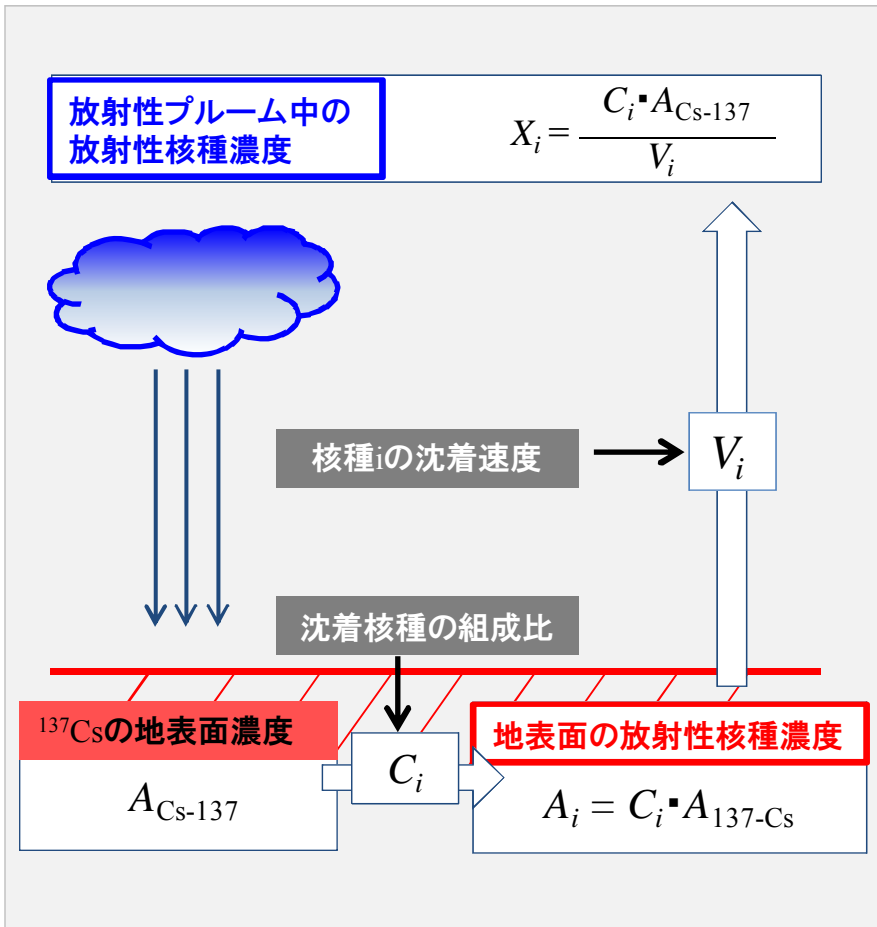 放射性プルーム中の
放射性核種濃度
X_i = C_i▪A_Cs-137 / V_i
核種iの沈着速度
V_i
沈着核種の組成比
¹³⁷Csの地表面濃度
A_Cs-137
C_i
地表面の放射性核種濃度
A_i = C_i▪A_137-Cs